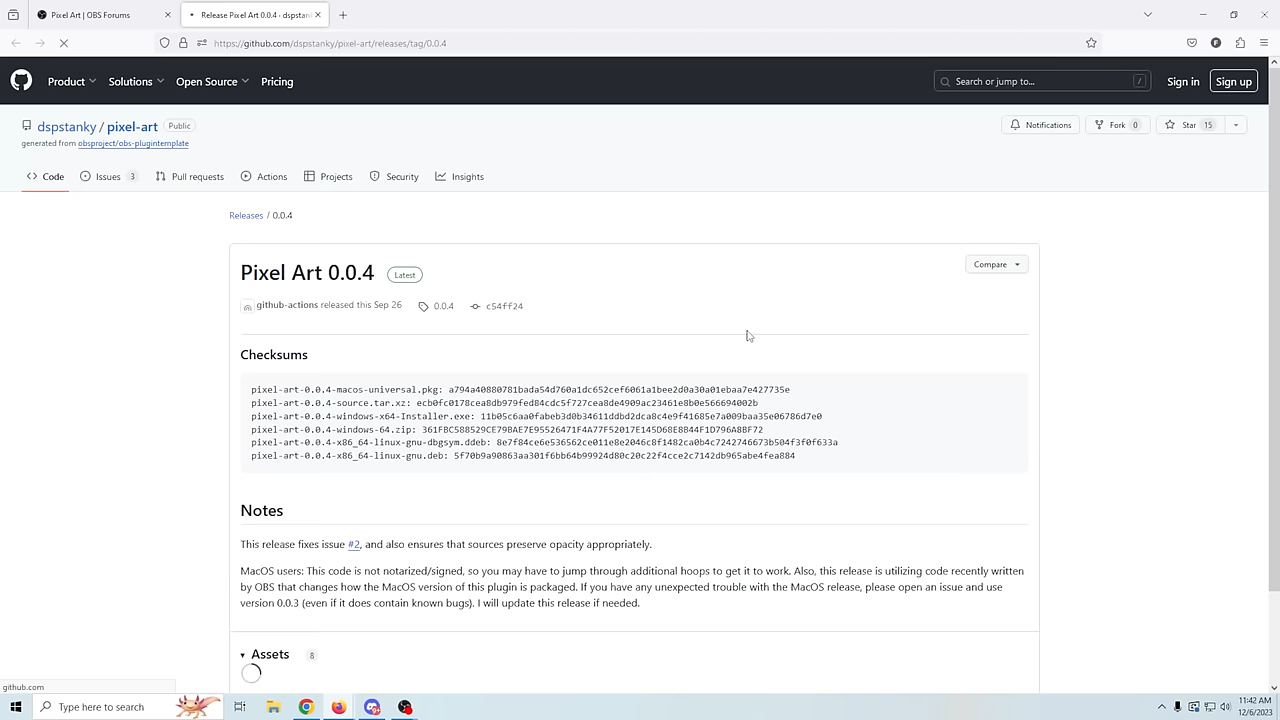 Pixel Art | OBS Forums
Release Pixel Art 0.0.4 · dspstan
https://github.com/dspstanky/pixel-art/releases/tag/0.0.4
Product
Solutions
Open Source
Pricing
Search or jump to...
/
Sign in
Sign up
dspstanky / pixel-art Public
generated from obsproject/obs-plugintemplate
Notifications
Fork 0
Star 15
Code
Issues 3
Pull requests
Actions
Projects
Security
Insights
Releases / 0.0.4
Pixel Art 0.0.4 Latest
Compare
github-actions released this Sep 26 0.0.4 c54ff24
Checksums
pixel-art-0.0.4-macos-universal.pkg: a794a40880781bada54d760a1dc652cef6061a1bee2d0a30a01ebaa7e427735e
pixel-art-0.0.4-source.tar.xz: ecb0fc0178cea8db979fed84cdc5f727cea8de4909ac23461e8b0e566694002b
pixel-art-0.0.4-windows-x64-Installer.exe: 11b05c6aa0fabeb3d0b34611ddbd2dca8c4e9f41685e7a009baa35e06786d7e0
pixel-art-0.0.4-windows-64.zip: 361FBC588529CE79BAE7E95526471F4A77F52017E145D68E8B44F1D796A8BF72
pixel-art-0.0.4-x86_64-linux-gnu-dbgsym.ddeb: 8e7f84ce6e536562ce011e8e2046c8f1482ca0b4c7242746673b504f3f0f633a
pixel-art-0.0.4-x86_64-linux-gnu.deb: 5f70b9a90863aa301f6bb64b99924d80c20c22f4cce2c7142db965abe4fea884
Notes
This release fixes issue #2, and also ensures that sources preserve opacity appropriately.
MacOS users: This code is not notarized/signed, so you may have to jump through additional hoops to get it to work. Also, this release is utilizing code recently written
by OBS that changes how the MacOS version of this plugin is packaged. If you have any unexpected trouble with the MacOS release, please open an issue and use
version 0.0.3 (even if it does contain known bugs). I will update this release if needed.
Assets 8
github.com
Type here to search
11:42 AM
12/6/2023